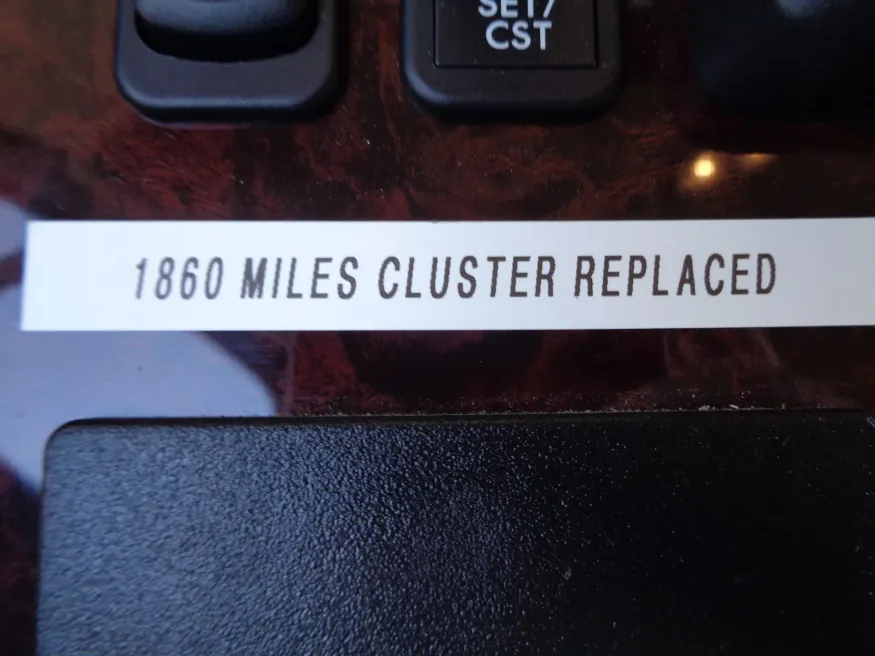 SET/
CST
1860 MILES CLUSTER REPLACED